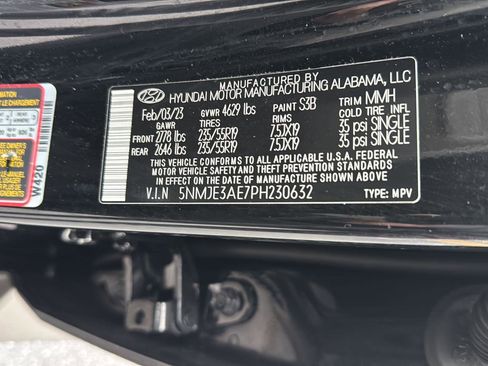 MANUFACTURED BY
HYUNDAI MOTOR MANUFACTURING ALABAMA, LLC
Feb/03/23 GVWR 4629 lbs PAINT S3B TRIM MMH
GAWR TIRES RIMS COLD TIRE INFL
FRONT 2778 lbs 235/55R19 7.5JX19 35 psi SINGLE
REAR 2646 lbs 235/55R19 7.5JX19 35 psi SINGLE
THIS VEHICLE CONFORMS TO ALL APPLICABLE U.S.A. FEDERAL
MOTOR VEHICLE SAFETY, BUMPER, AND THEFT PREVENTION STANDARDS
IN EFFECT ON THE DATE OF MANUFACTURE SHOWN ABOVE.
V.I.N 5NMJE3AE7PH230632 TYPE: MPV
W420